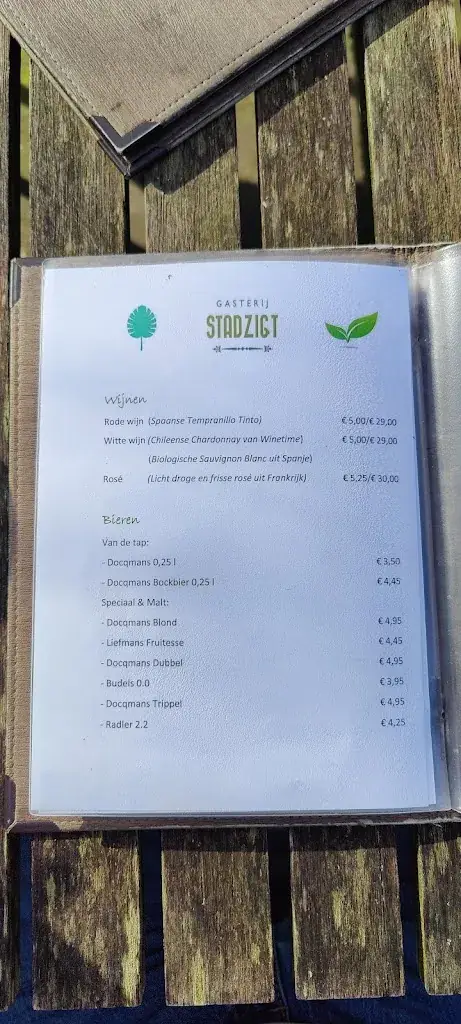 GASTERIJ
STADZIGT
Wijnen
Rode wijn (Spaanse Tempranillo Tinto) € 5,00/€ 29,00
Witte wijn (Chileense Chardonnay van Winetime) € 5,00/€ 29,00
(Biologische Sauvignon Blanc uit Spanje)
Rosé (Licht droge en frisse rosé uit Frankrijk) € 5,25/€ 30,00
Bieren
Van de tap:
- Docqmans 0,25 l € 3,50
- Docqmans Bockbier 0,25 l € 4,45
Speciaal & Malt:
- Docqmans Blond € 4,95
- Liefmans Fruitesse € 4,45
- Docqmans Dubbel € 4,95
- Budels 0.0 € 3,95
- Docqmans Trippel € 4,95
- Radler 2.2 € 4,25